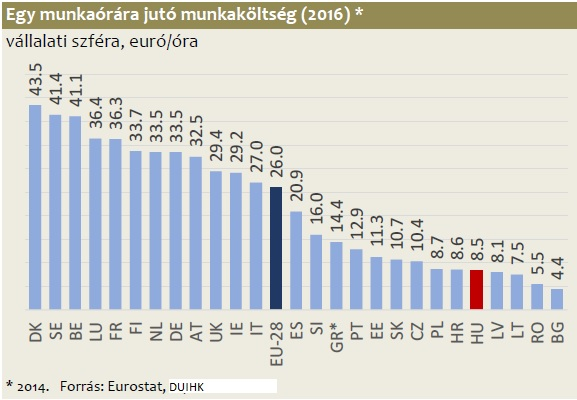 Egy munkaórára jutó munkaköltség (2016) *
vállalati szféra, euró/óra
43.5 41.4 41.1 36.4 36.3 33.7 33.5 33.5 32.5 29.4 29.2 27.0 26.0 20.9 16.0 14.4 12.9 11.3 10.7 10.4 8.7 8.6 8.5 8.1 7.5 5.5 4.4
DK SE BE LU FR FI NL DE AT UK IE IT EU-28 ES SI GR* PT EE SK CZ PL HR HU LV LT RO BG
* 2014. Forrás: Eurostat, DUIHK